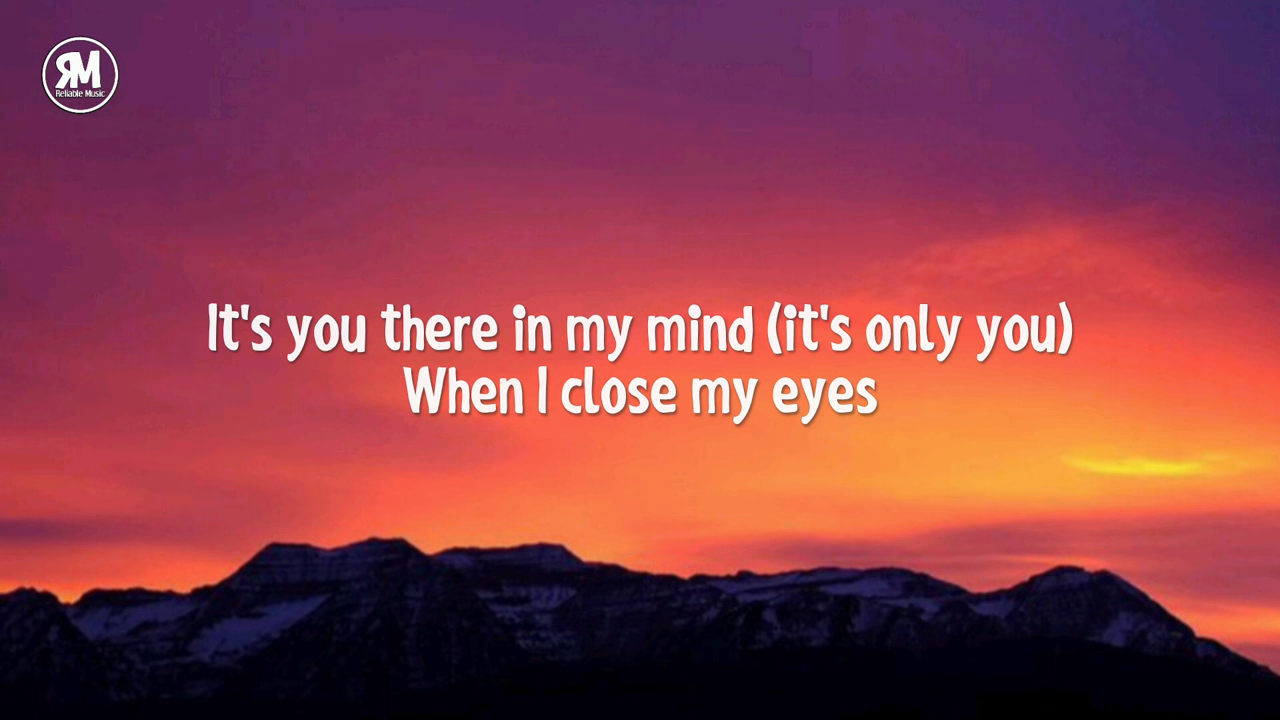 RM
Reliable Music
It's you there in my mind (it's only you)
When I close my eyes